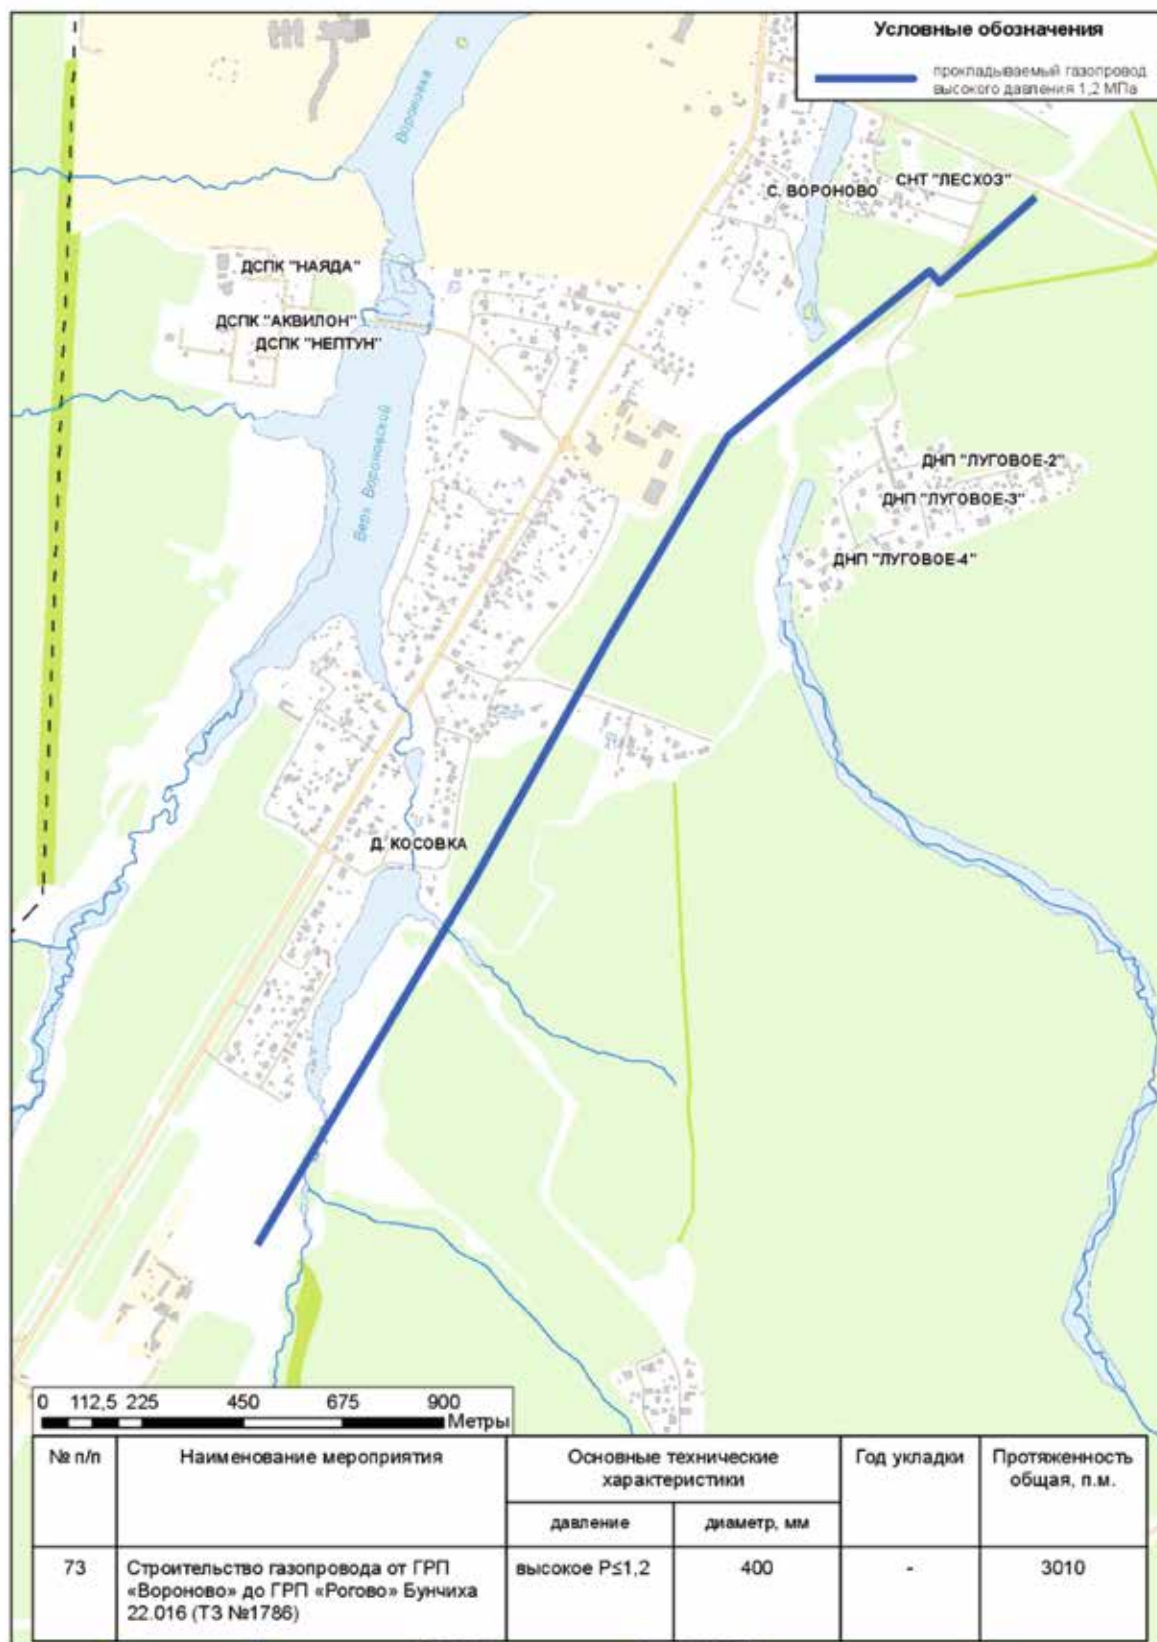 Условные обозначения
прокладываемый газопровод
высокого давления 1,2 МПа
Вороновка
С. ВОРОНОВО
СНТ "ЛЕСХОЗ"
ДСПК "НАЯДА"
ДСПК "АКВИЛОН"
ДСПК "НЕПТУН"
Верх Вороновской
ДНП "ЛУГОВОЕ-2"
ДНП "ЛУГОВОЕ-3"
ДНП "ЛУГОВОЕ-4"
Д. КОСОВКА
0 112,5 225 450 675 900
Метры
№ п/п
Наименование мероприятия
Основные технические
характеристики
Год укладки
Протяженность
общая, п.м.
давление
диаметр, мм
73
Строительство газопровода от ГРП
«Вороново» до ГРП «Рогово» Бунчиха
22.016 (ТЗ №1786)
высокое P≤1,2
400
-
3010